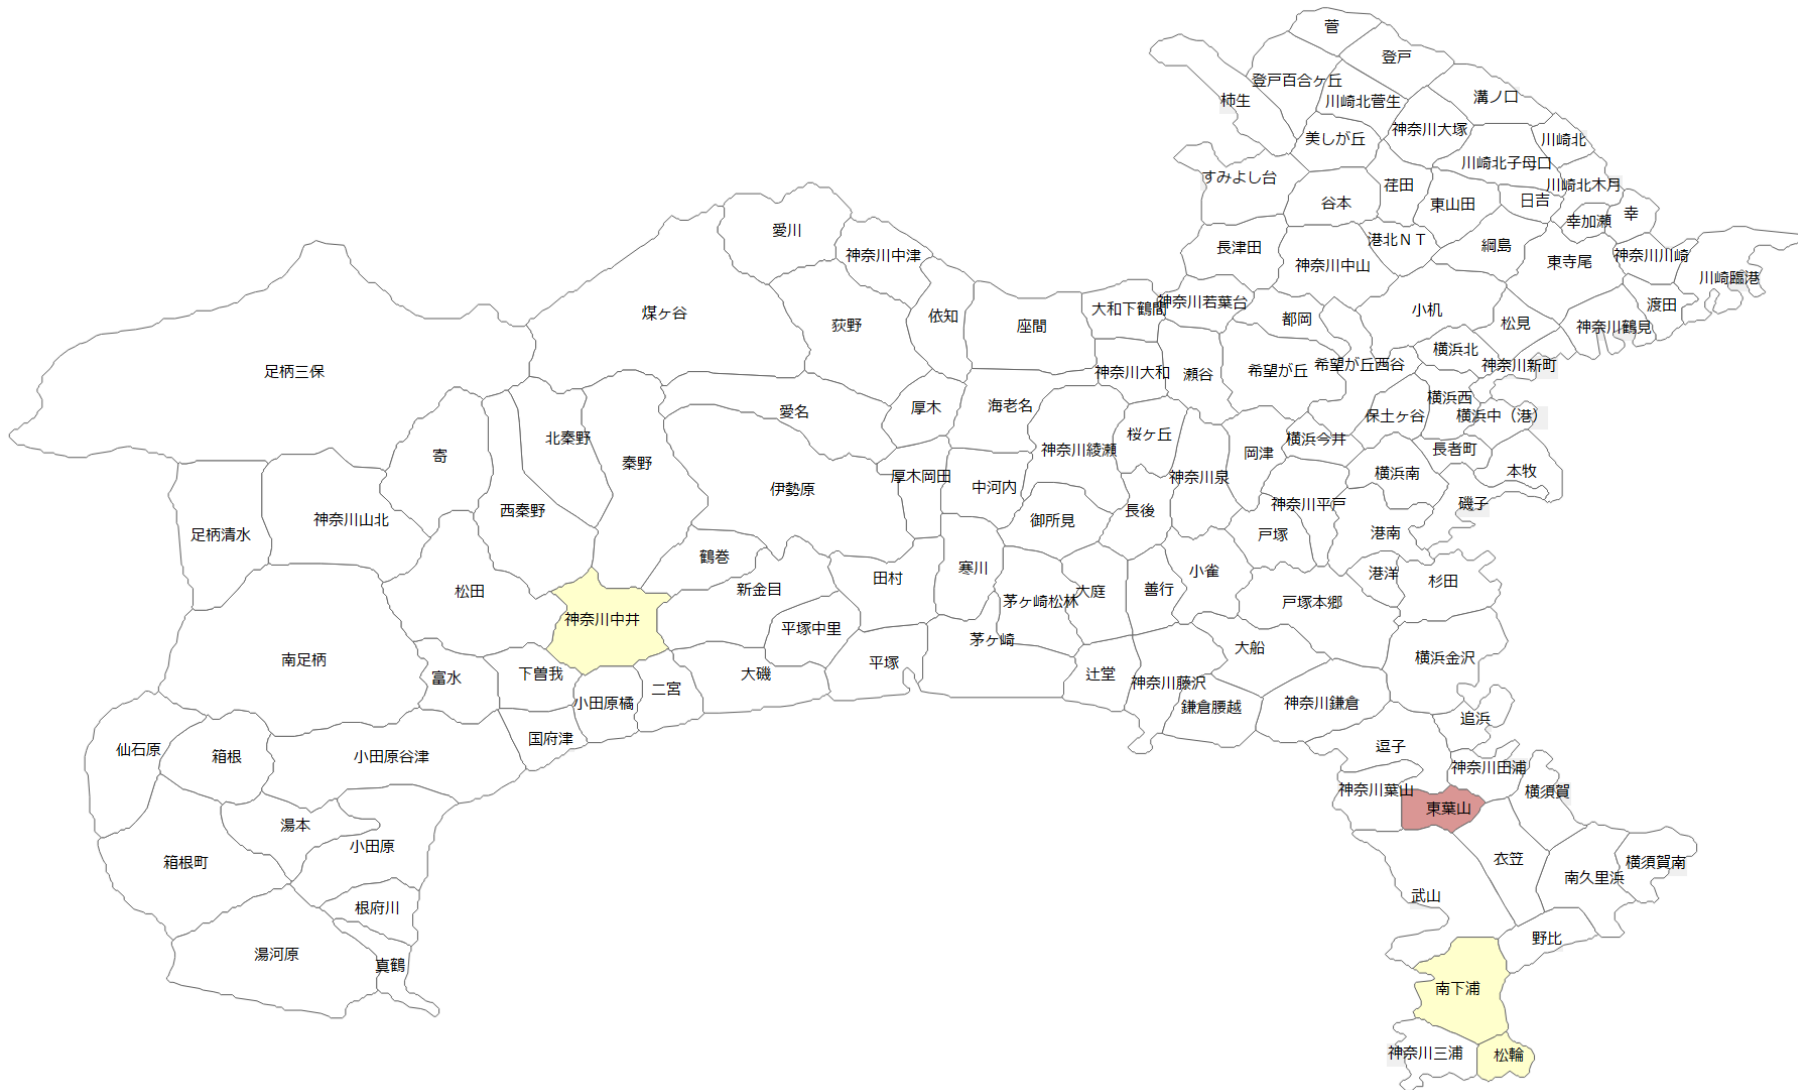 菅
登戸
登戸百合ヶ丘
柿生
川崎北菅生
溝ノ口
神奈川大塚
美しが丘
川崎北
川崎北子母口
すみよし台
荏田
川崎北木月
谷本
東山田
日吉
幸加瀬
幸
愛川
神奈川中津
長津田
港北ＮＴ
綱島
神奈川川崎
神奈川中山
東寺尾
川崎臨港
煤ヶ谷
荻野
依知
座間
大和下鶴間
神奈川若葉台
都岡
小机
松見
神奈川鶴見
渡田
足柄三保
神奈川大和
瀬谷
希望が丘
希望が丘西谷
横浜北
神奈川新町
愛名
厚木
海老名
横浜西
保土ヶ谷
横浜中（港）
寄
北秦野
秦野
神奈川綾瀬
桜ヶ丘
岡津
横浜今井
長者町
伊勢原
厚木岡田
中河内
神奈川泉
横浜南
本牧
足柄清水
神奈川山北
西秦野
御所見
長後
神奈川平戸
磯子
戸塚
港南
鶴巻
新金目
田村
寒川
小雀
港洋
杉田
松田
神奈川中井
平塚中里
茅ヶ崎松林
大庭
善行
戸塚本郷
茅ヶ崎
南足柄
富水
下曽我
小田原橘
二宮
大磯
平塚
辻堂
神奈川藤沢
大船
横浜金沢
鎌倉腰越
神奈川鎌倉
追浜
仙石原
箱根
小田原谷津
国府津
逗子
神奈川田浦
神奈川葉山
東葉山
横須賀
湯本
小田原
箱根町
衣笠
南久里浜
横須賀南
武山
根府川
野比
湯河原
真鶴
南下浦
神奈川三浦
松輪